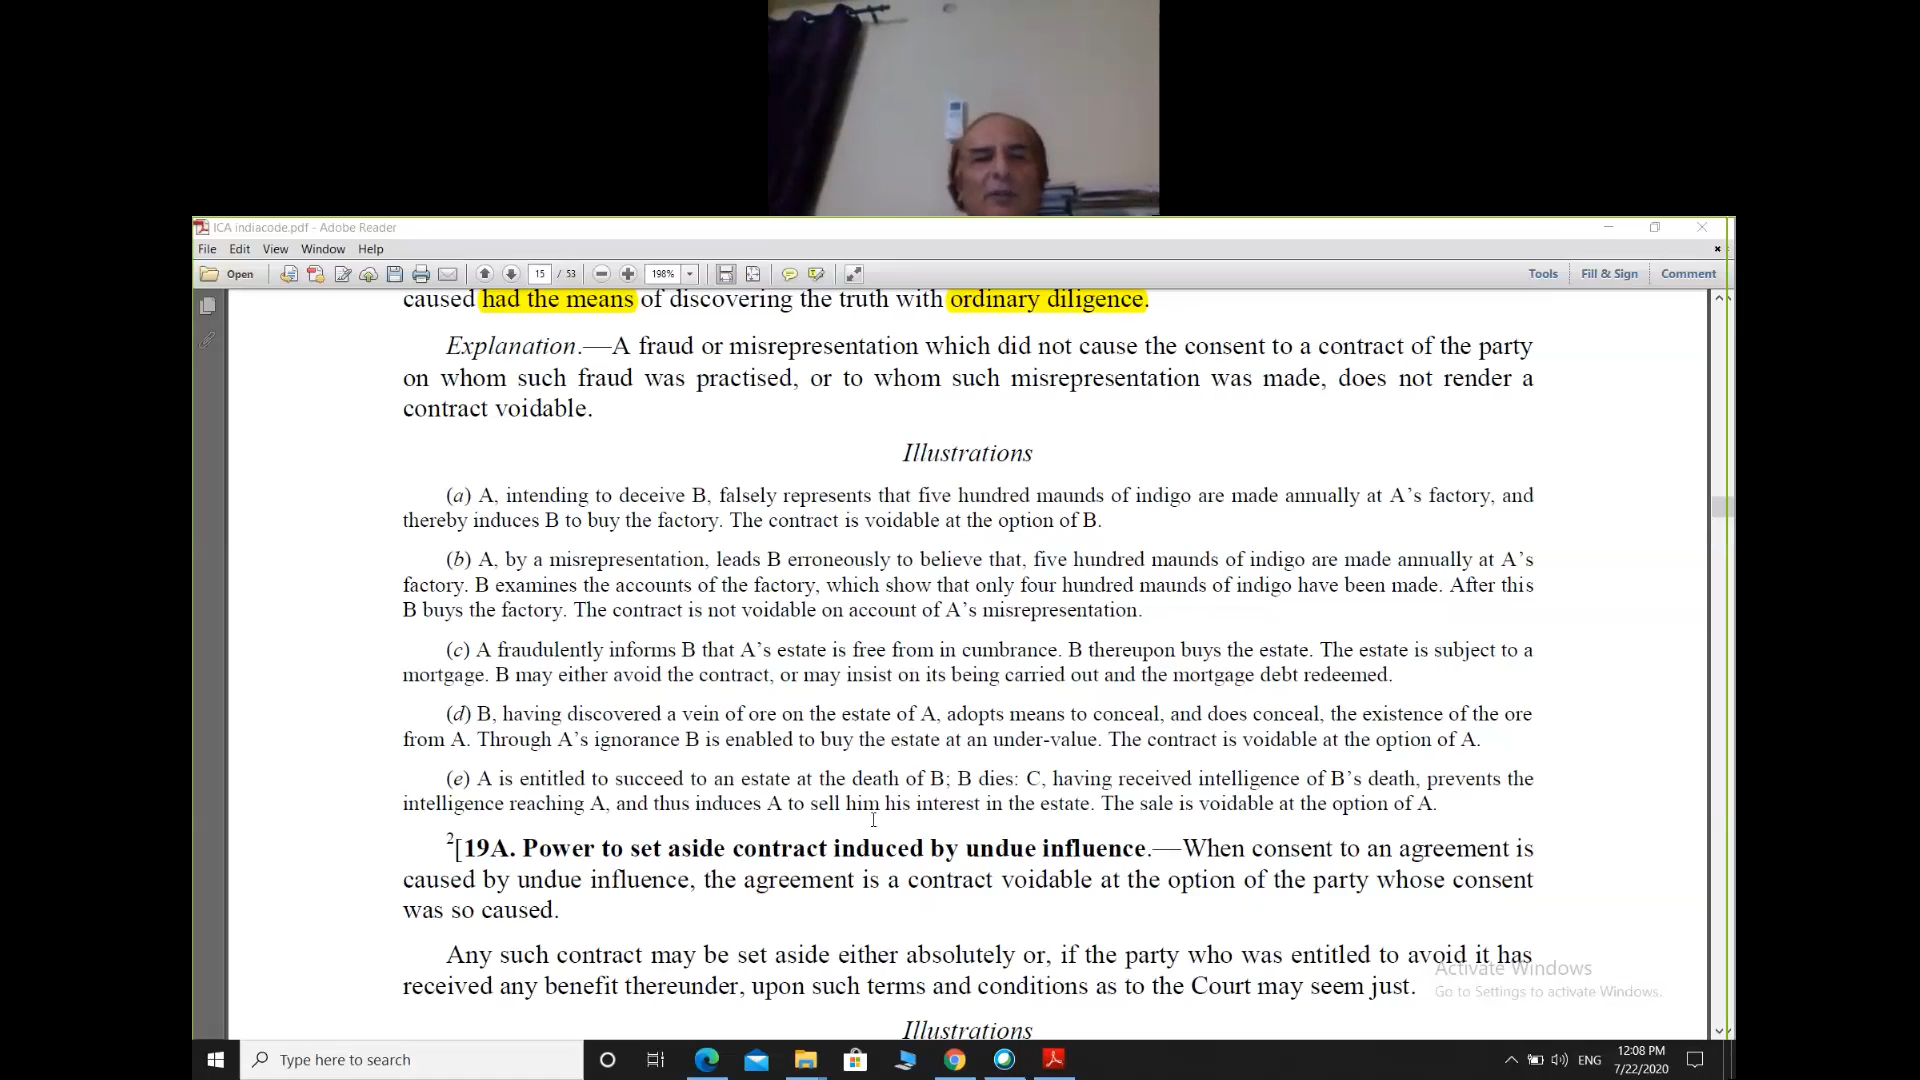 ICA indiacode.pdf - Adobe Reader
File Edit View Window Help
Open 15 / 53 198% Tools Fill & Sign Comment
caused had the means of discovering the truth with ordinary diligence.
Explanation.—A fraud or misrepresentation which did not cause the consent to a contract of the party
on whom such fraud was practised, or to whom such misrepresentation was made, does not render a
contract voidable.
Illustrations
(a) A, intending to deceive B, falsely represents that five hundred maunds of indigo are made annually at A's factory, and
thereby induces B to buy the factory. The contract is voidable at the option of B.
(b) A, by a misrepresentation, leads B erroneously to believe that, five hundred maunds of indigo are made annually at A's
factory. B examines the accounts of the factory, which show that only four hundred maunds of indigo have been made. After this
B buys the factory. The contract is not voidable on account of A's misrepresentation.
(c) A fraudulently informs B that A's estate is free from in cumbrance. B thereupon buys the estate. The estate is subject to a
mortgage. B may either avoid the contract, or may insist on its being carried out and the mortgage debt redeemed.
(d) B, having discovered a vein of ore on the estate of A, adopts means to conceal, and does conceal, the existence of the ore
from A. Through A's ignorance B is enabled to buy the estate at an under-value. The contract is voidable at the option of A.
(e) A is entitled to succeed to an estate at the death of B; B dies: C, having received intelligence of B's death, prevents the
intelligence reaching A, and thus induces A to sell him his interest in the estate. The sale is voidable at the option of A.
2[19A. Power to set aside contract induced by undue influence.—When consent to an agreement is
caused by undue influence, the agreement is a contract voidable at the option of the party whose consent
was so caused.
Any such contract may be set aside either absolutely or, if the party who was entitled to avoid it has
received any benefit thereunder, upon such terms and conditions as to the Court may seem just.
Activate Windows
Go to Settings to activate Windows.
Illustrations
Type here to search
ENG
12:08 PM
7/22/2020